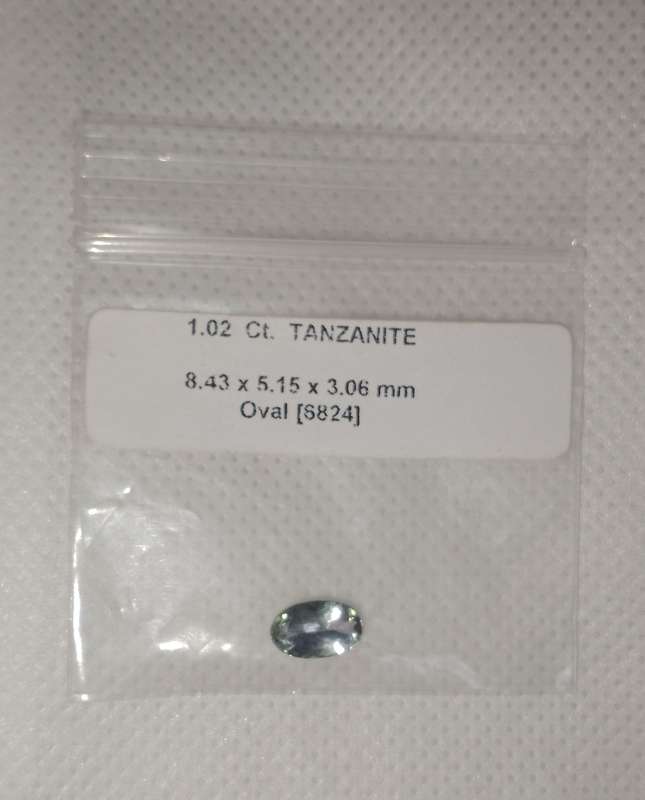 1.02 Ct. TANZANITE
8.43 x 5.15 x 3.06 mm
Oval [6824]